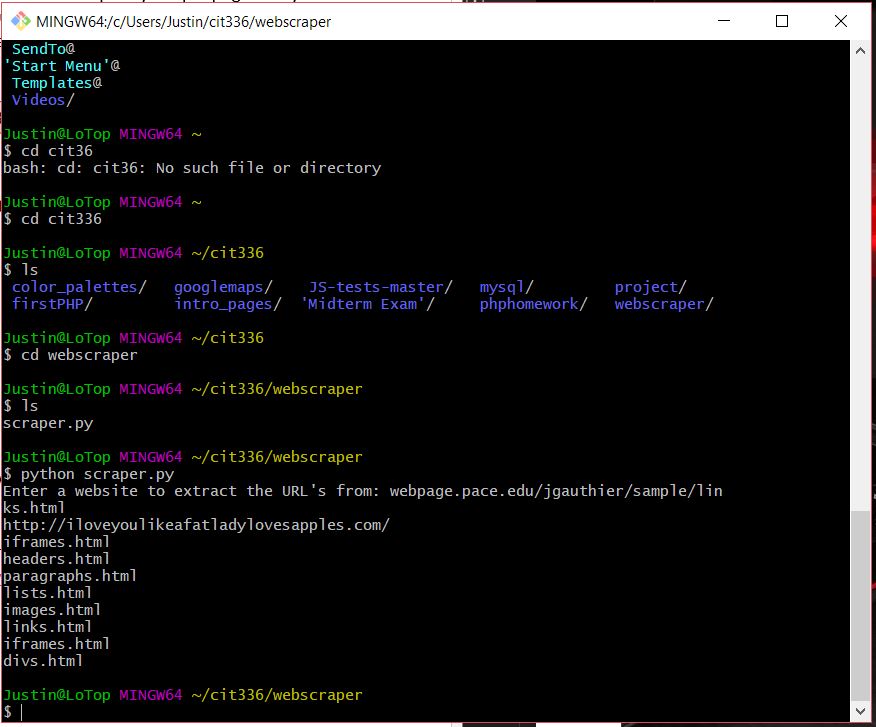 MINGW64:/c/Users/Justin/cit336/webscraper
SendTo@
'Start Menu'@
Templates@
Videos/
Justin@LoTop MINGW64 ~
$ cd cit36
bash: cd: cit36: No such file or directory
Justin@LoTop MINGW64 ~
$ cd cit336
Justin@LoTop MINGW64 ~/cit336
$ ls
color_palettes/ googlemaps/ JS-tests-master/ mysql/ project/
firstPHP/ intro_pages/ 'Midterm Exam'/ phphomework/ webscraper/
Justin@LoTop MINGW64 ~/cit336
$ cd webscraper
Justin@LoTop MINGW64 ~/cit336/webscraper
$ ls
scraper.py
Justin@LoTop MINGW64 ~/cit336/webscraper
$ python scraper.py
Enter a website to extract the URL's from: webpage.pace.edu/jgauthier/sample/lin
ks.html
http://iloveyoulikeafatladylovesapples.com/
iframes.html
headers.html
paragraphs.html
lists.html
images.html
links.html
iframes.html
divs.html
Justin@LoTop MINGW64 ~/cit336/webscraper
$